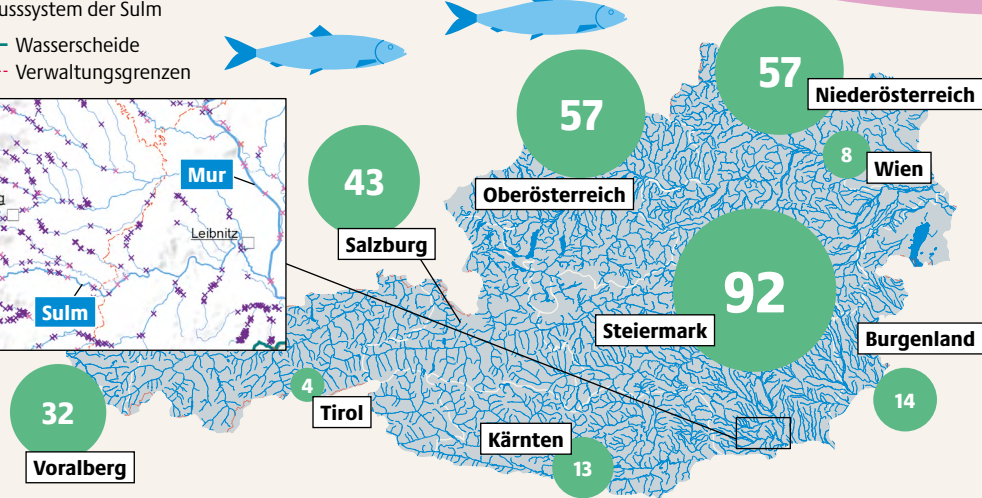 usssystem der Sulm
Wasserscheide
Verwaltungsgrenzen
Mur
Leibnitz
Sulm
57
Niederösterreich
57
Oberösterreich
8
Wien
43
Salzburg
92
Steiermark
Burgenland
14
4
Tirol
32
Voralberg
Kärnten
13